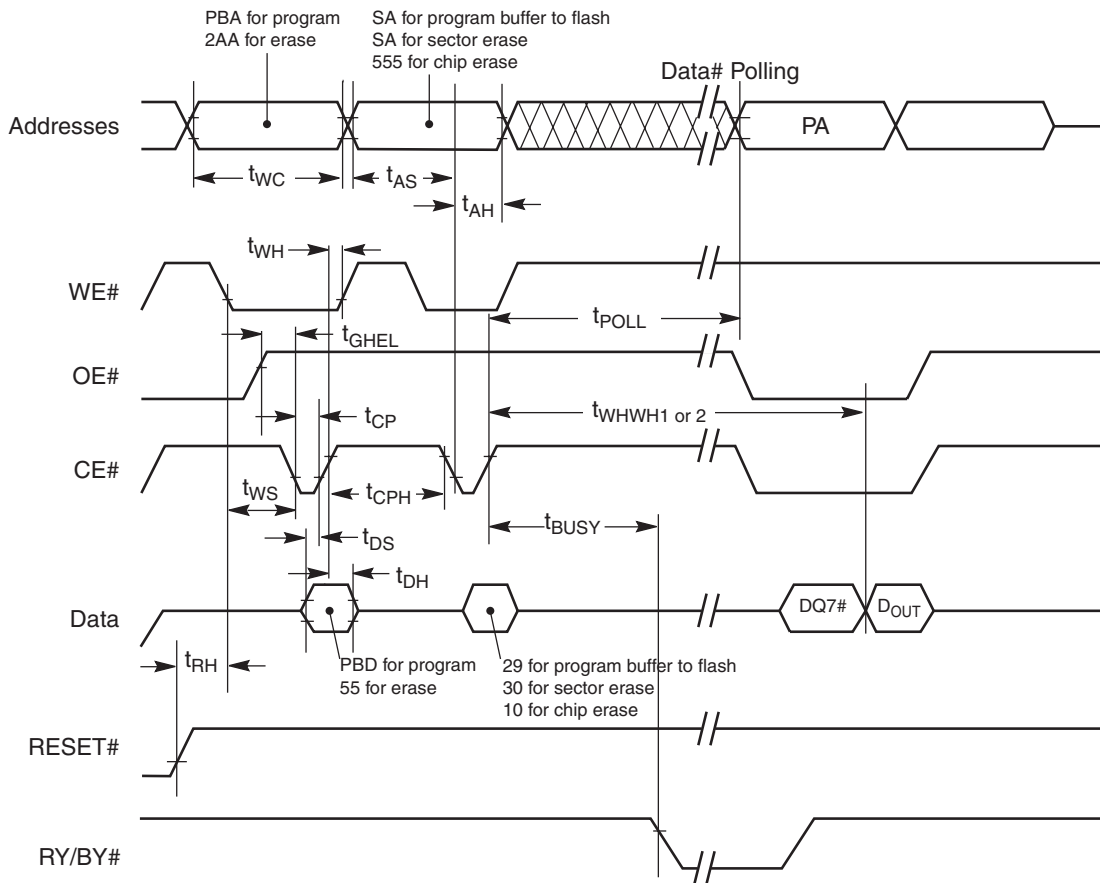 PBA for program
2AA for erase
SA for program buffer to flash
SA for sector erase
555 for chip erase
Data# Polling
Addresses
PA
tWC
tAS
tAH
tWH
WE#
tPOLL
tGHEL
OE#
tWHWH1 or 2
tCP
CE#
tWS
tCPH
tBUSY
tDS
tDH
Data
DQ7#
DOUT
tRH
PBD for program
55 for erase
29 for program buffer to flash
30 for sector erase
10 for chip erase
RESET#
RY/BY#